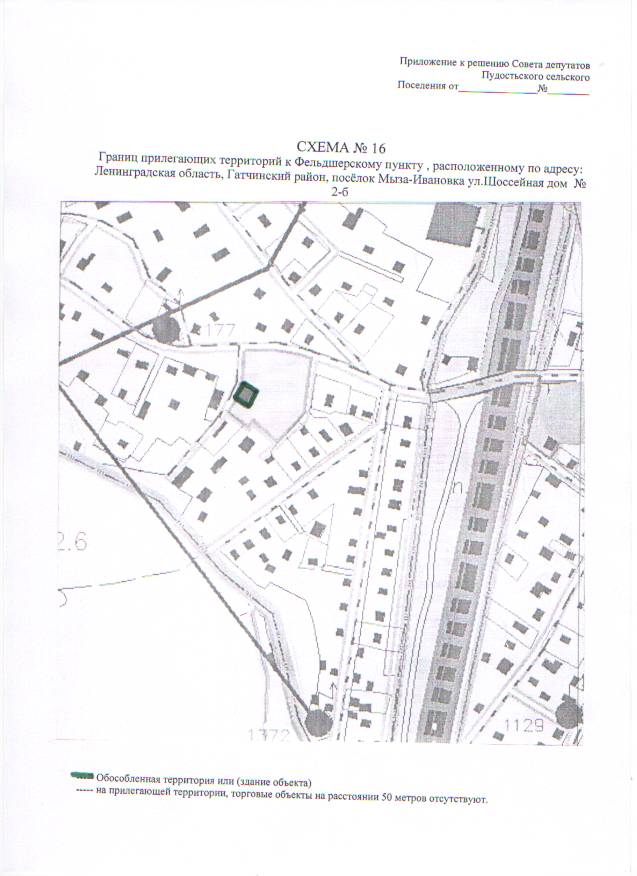 Приложение к решению Совета депутатов
Пудостьского сельского
Поселения от_______________№________
СХЕМА № 16
Границ прилегающих территорий к Фельдшерскому пункту , расположенному по адресу:
Ленинградская область, Гатчинский район, посёлок Мыза-Ивановка ул.Шоссейная дом №
2-б
177
п
2.6
1372
1129
Обособленная территория или (здание объекта)
----- на прилегающей территории, торговые объекты на расстоянии 50 метров отсутствуют.